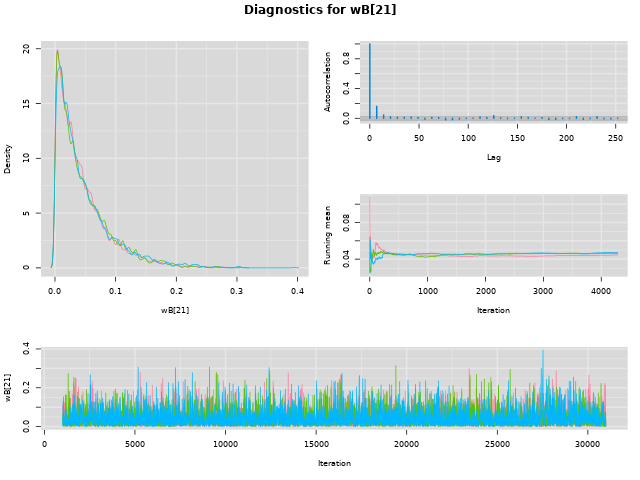 Diagnostics for wB[21]
Density
20
15
10
5
0
0.0 0.1 0.2 0.3 0.4
wB[21]
Autocorrelation
0.8
0.4
0.0
0 50 100 150 200 250
Lag
Running mean
0.08
0.04
0 1000 2000 3000 4000
Iteration
wB[21]
0.4
0.2
0.0
0 5000 10000 15000 20000 25000 30000
Iteration